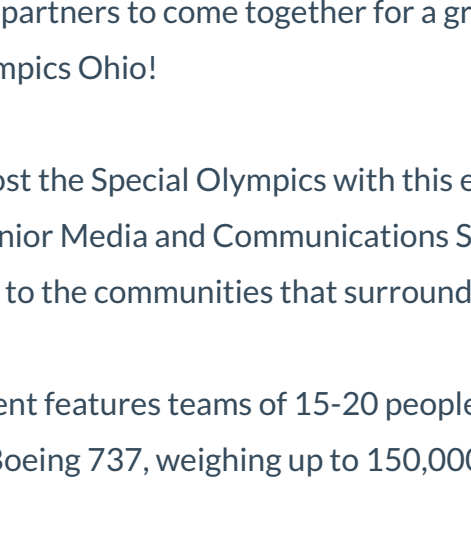 partners to come together for a gr
mpics Ohio!
ost the Special Olympics with this e
nior Media and Communications S
to the communities that surround
ent features teams of 15-20 people
Boeing 737, weighing up to 150,000